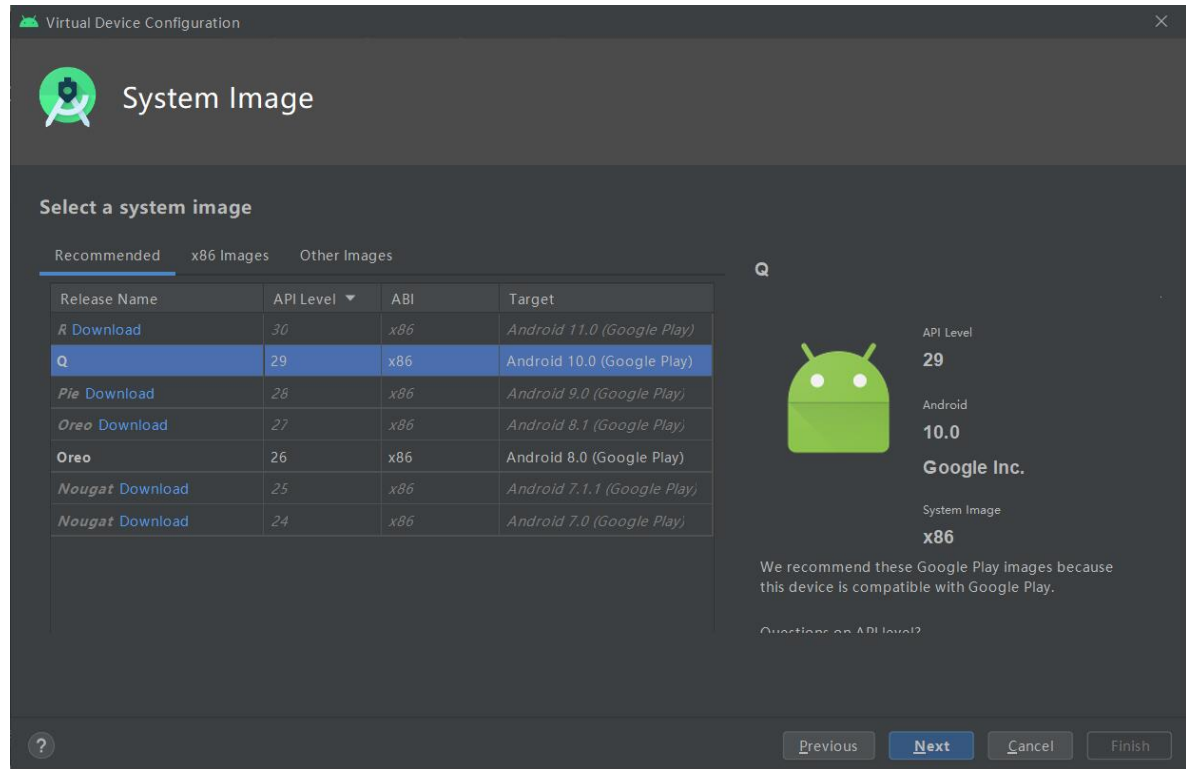 Virtual Device Configuration
System Image
Select a system image
Recommended x86 Images Other Images
Release Name API Level ABI Target
R Download 30 x86 Android 11.0 (Google Play)
Q 29 x86 Android 10.0 (Google Play)
Pie Download 28 x86 Android 9.0 (Google Play)
Oreo Download 27 x86 Android 8.1 (Google Play)
Oreo 26 x86 Android 8.0 (Google Play)
Nougat Download 25 x86 Android 7.1.1 (Google Play)
Nougat Download 24 x86 Android 7.0 (Google Play)
Q
API Level
29
Android
10.0
Google Inc.
System Image
x86
We recommend these Google Play images because
this device is compatible with Google Play.
Questions on API level?
? Previous Next Cancel Finish